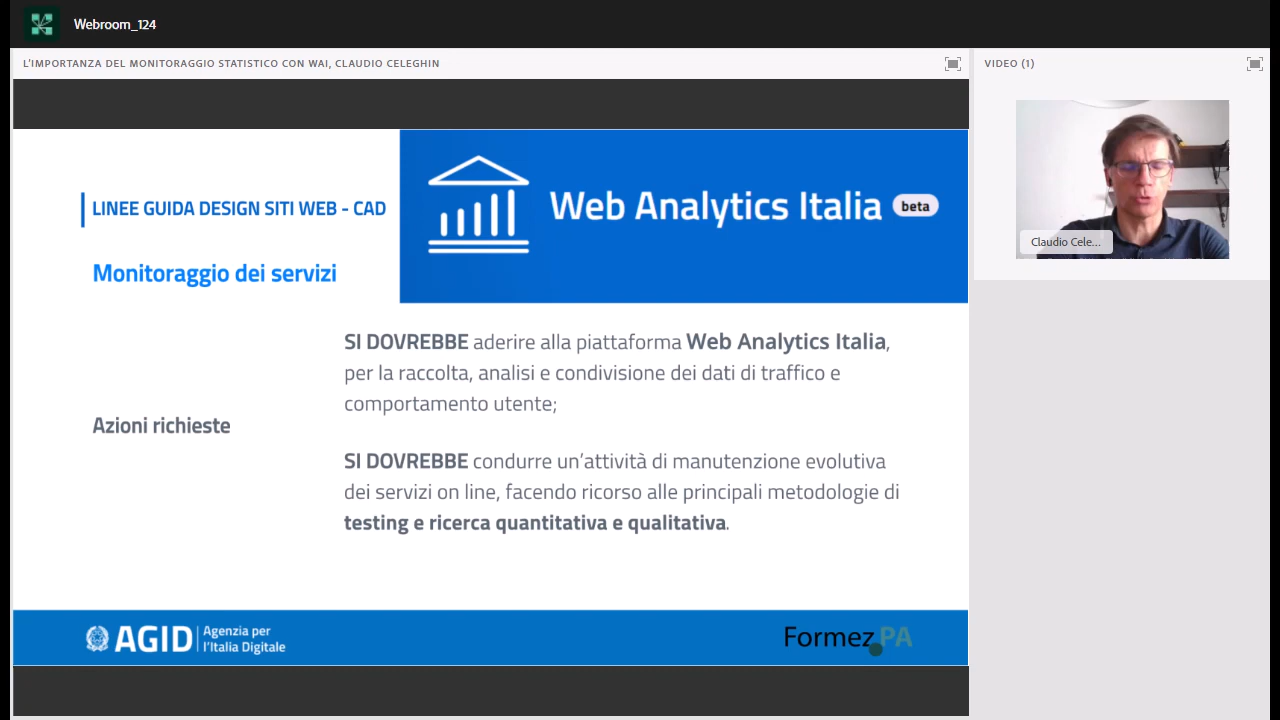 Webroom_124
L'IMPORTANZA DEL MONITORAGGIO STATISTICO CON WAI, CLAUDIO CELEGHIN
VIDEO (1)
LINEE GUIDA DESIGN SITI WEB - CAD
Monitoraggio dei servizi
Web Analytics Italia beta
SI DOVREBBE aderire alla piattaforma Web Analytics Italia,
per la raccolta, analisi e condivisione dei dati di traffico e
comportamento utente;
Azioni richieste
SI DOVREBBE condurre un'attività di manutenzione evolutiva
dei servizi on line, facendo ricorso alle principali metodologie di
testing e ricerca quantitativa e qualitativa.
AGID
Agenzia per
l'Italia Digitale
Formez PA
Claudio Cele...